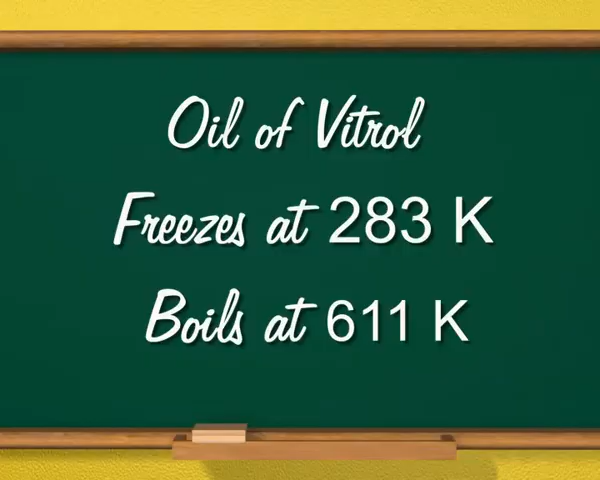 Oil of Vitrol
Freezes at 283 K
Boils at 611 K